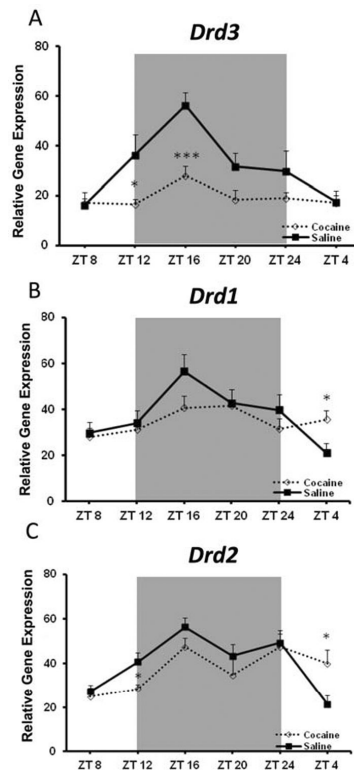 A
Drd3
Relative Gene Expression
80
60
40
20
0
*
***
Cocaine
Saline
ZT 8 ZT 12 ZT 16 ZT 20 ZT 24 ZT 4
B
Drd1
Relative Gene Expression
80
60
40
20
0
*
Cocaine
Saline
ZT 8 ZT 12 ZT 16 ZT 20 ZT 24 ZT 4
C
Drd2
Relative Gene Expression
80
60
40
20
0
*
*
Cocaine
Saline
ZT 8 ZT 12 ZT 16 ZT 20 ZT 24 ZT 4